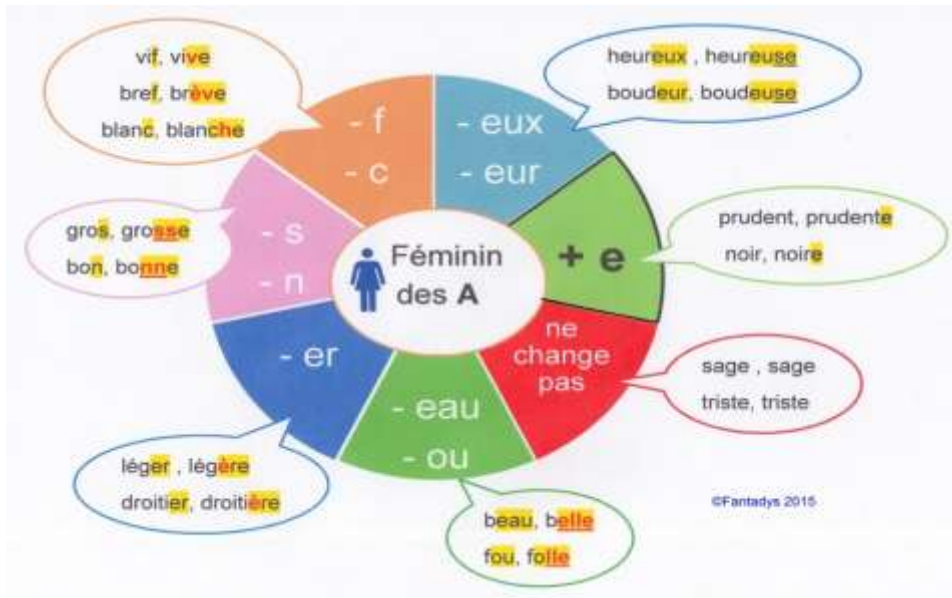 vif, vive
bref, brève
blanc, blanche
- f
- c
- eux
- eur
heureux , heureuse
boudeur, boudeuse
+ e
prudent, prudente
noir, noire
gros, grosse
bon, bonne
- s
- n
Féminin
des A
ne
change
pas
sage , sage
triste, triste
- er
léger , légère
droitier, droitière
- eau
- ou
beau, belle
fou, folle
©Fantadys 2015